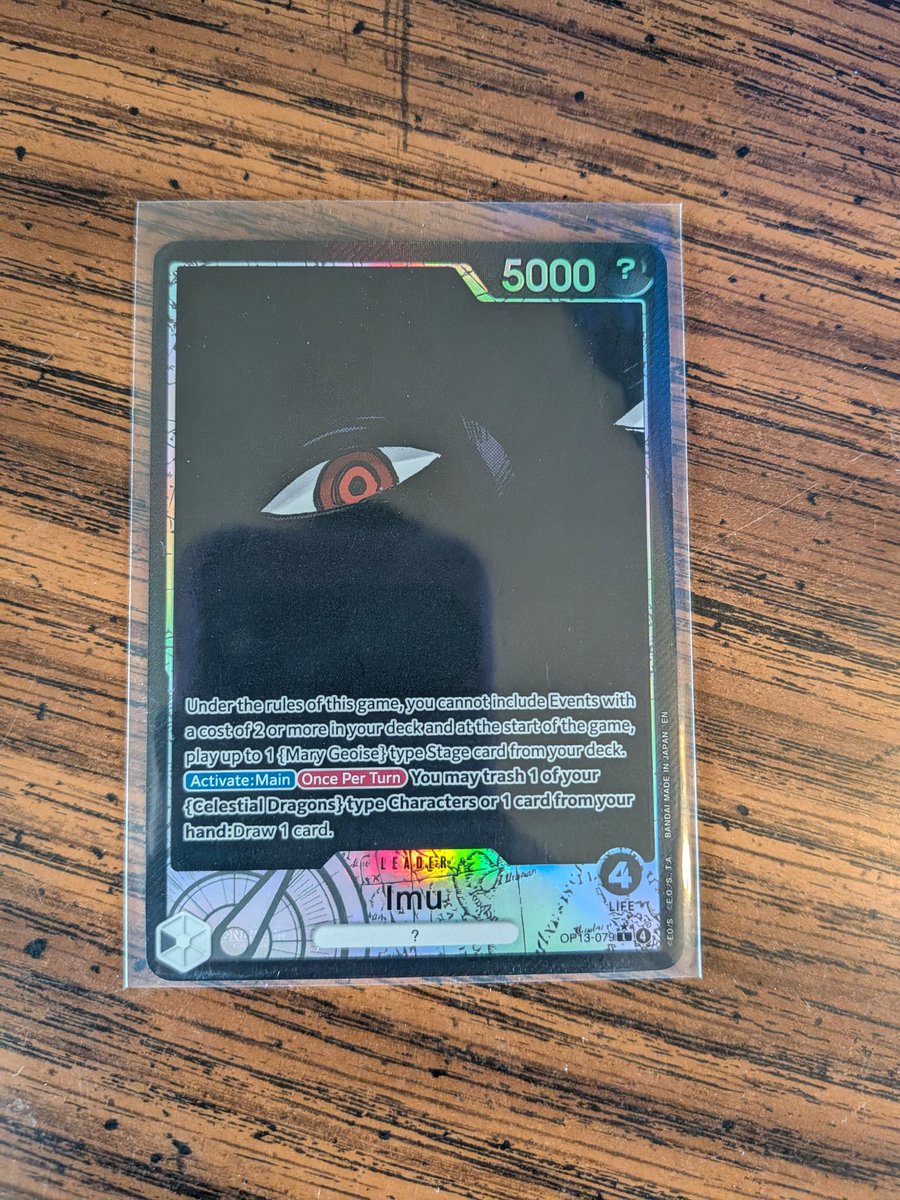 5000 ?
Under the rules of this game, you cannot include Events with
a cost of 2 or more in your deck and at the start of the game,
play up to 1 {Mary Geoise} type Stage card from your deck.
Activate:Main Once Per Turn You may trash 1 of your
{Celestial Dragons} type Characters or 1 card from your
hand:Draw 1 card.
LEADER
4
Imu
LIFE
?
OP13-079 L 4
BANDAI MADE IN JAPAN EN